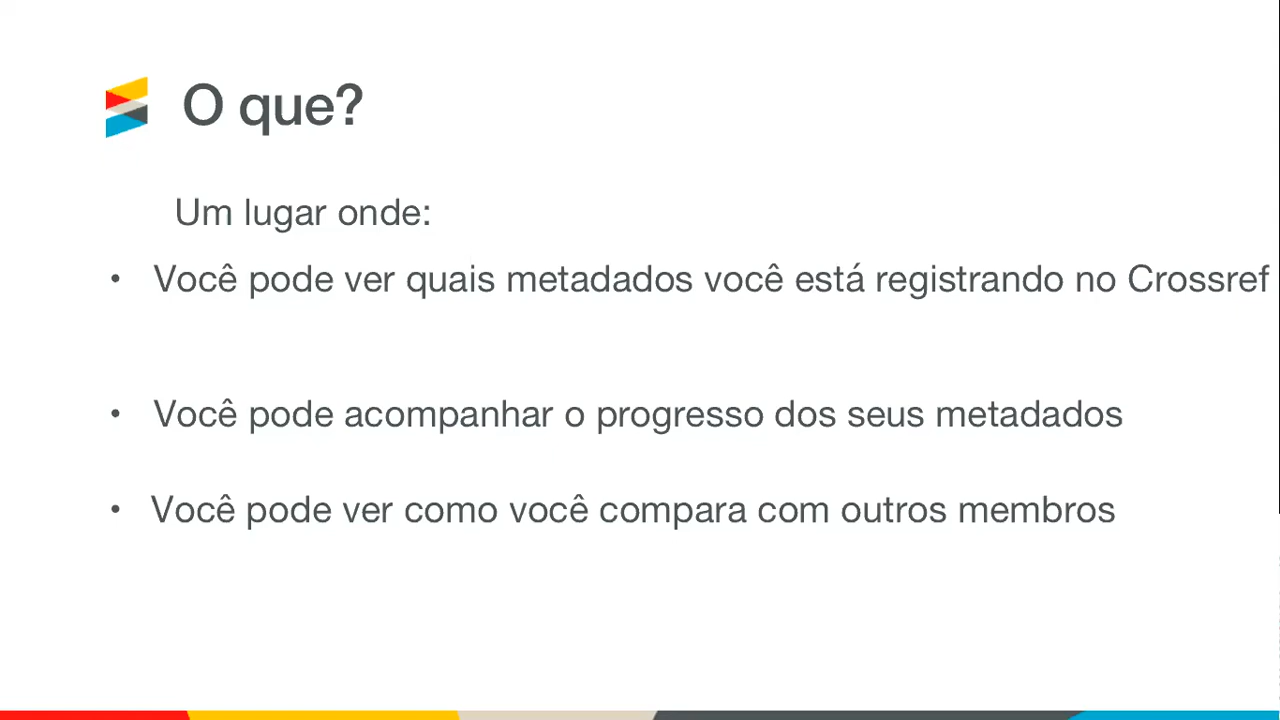 O que?
Um lugar onde:
• Você pode ver quais metadados você está registrando no Crossref
• Você pode acompanhar o progresso dos seus metadados
• Você pode ver como você compara com outros membros